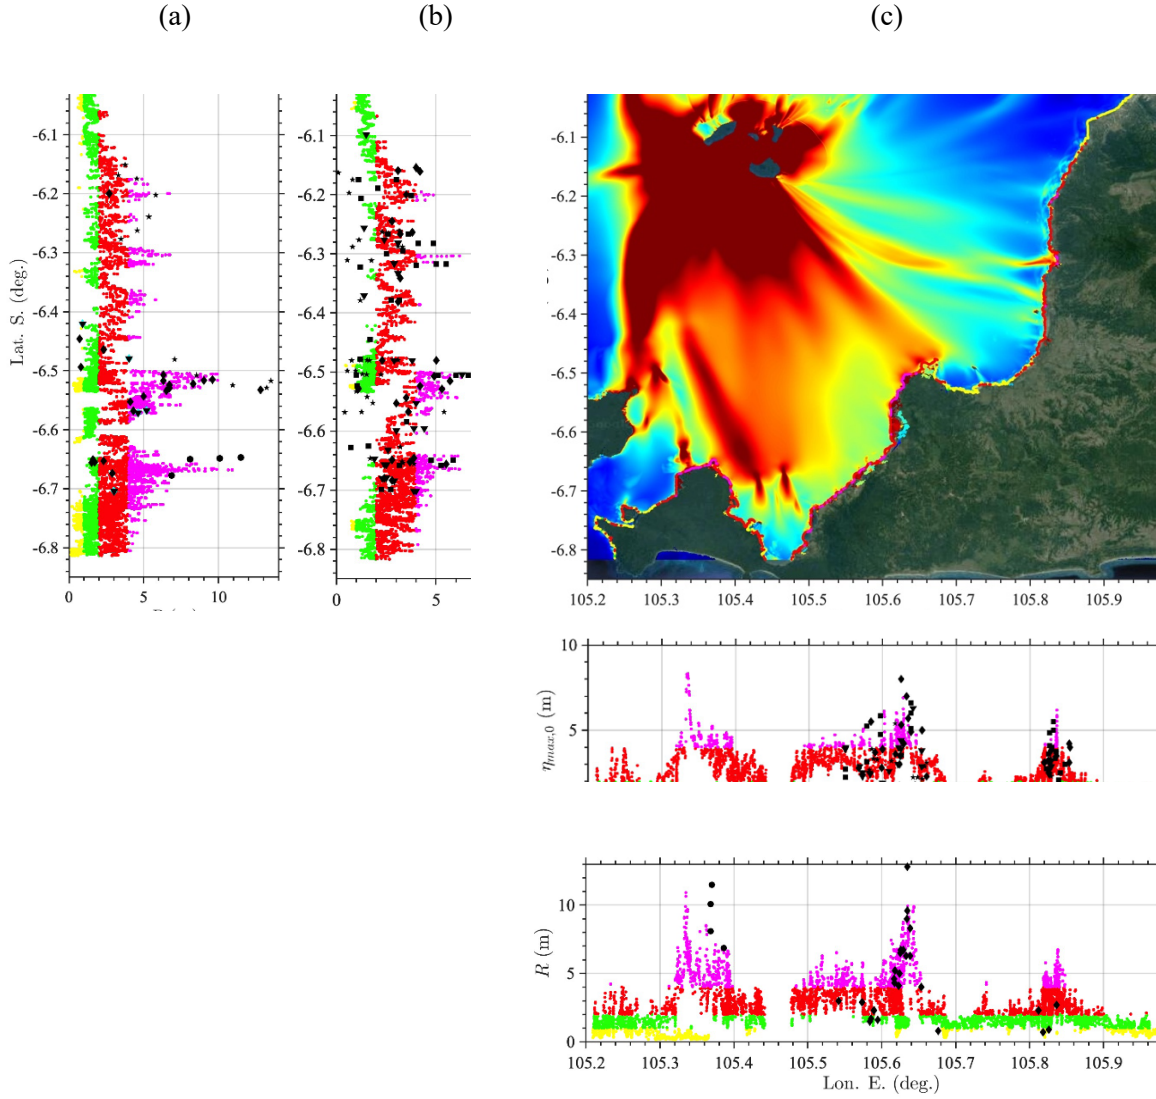 (a) (b) (c)
-6.1 -6.1 -6.1
-6.2 -6.2 -6.2
-6.3 -6.3 -6.3
Lat. S. (deg.)
-6.4 -6.4 -6.4
-6.5 -6.5 -6.5
-6.6 -6.6 -6.6
-6.7 -6.7 -6.7
-6.8 -6.8 -6.8
0 5 10 0 5
105.2 105.3 105.4 105.5 105.6 105.7 105.8 105.9
10
5
ηmax,0 (m)
10
5
0
R (m)
105.2 105.3 105.4 105.5 105.6 105.7 105.8 105.9
Lon. E. (deg.)